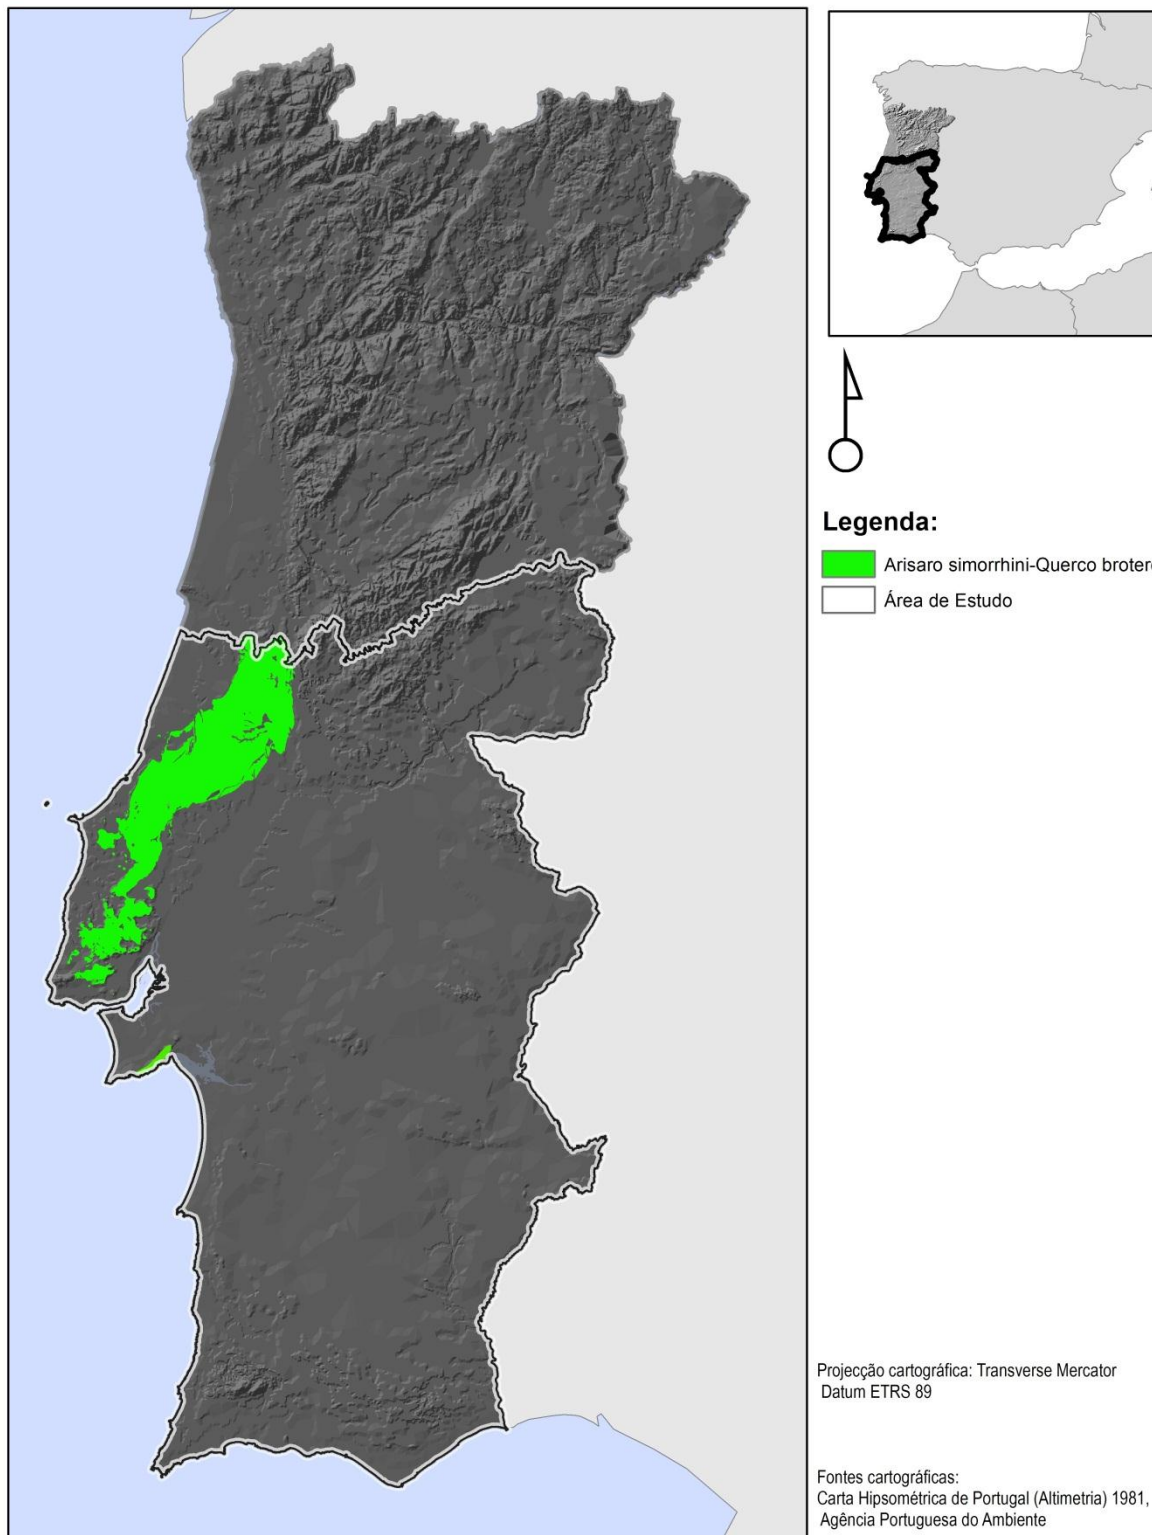 Legenda:
Arisaro simorrhini-Querco
Área de Estudo
Projecção cartográfica: Transverse Mercator
Datum ETRS 89
Fontes cartográficas:
Carta Hipsométrica de Portugal (Altimetria) 1981,
Agência Portuguesa do Ambiente